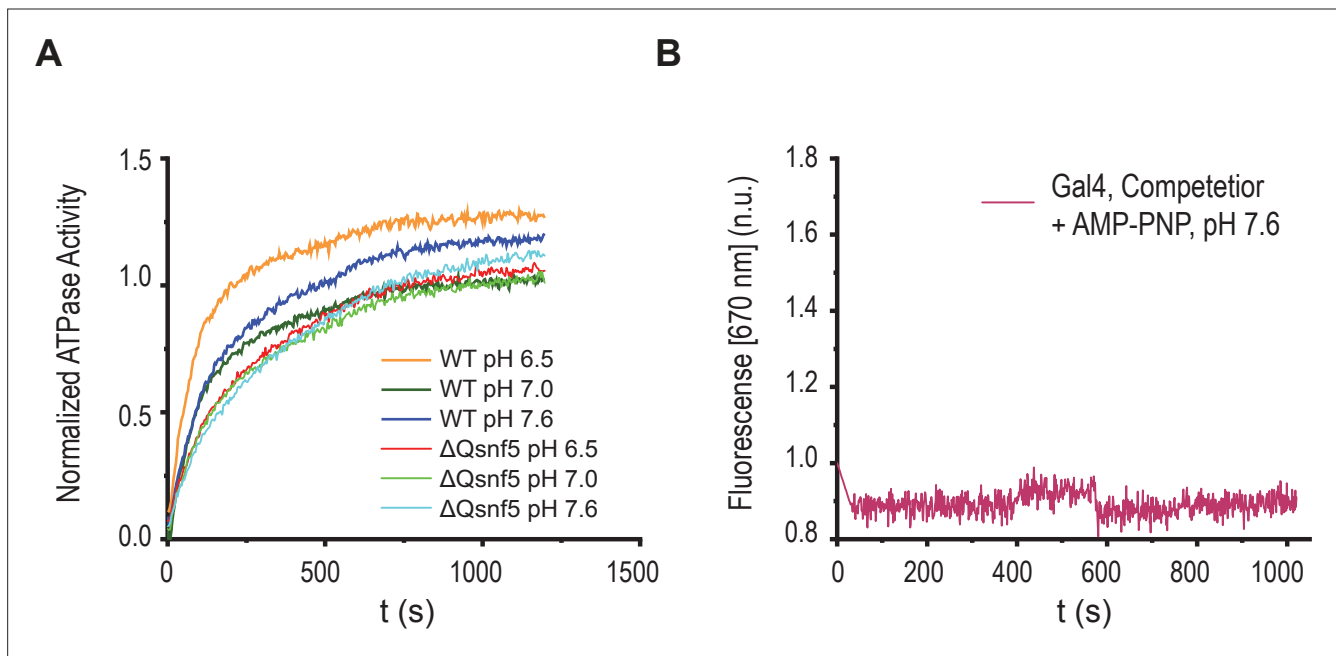 A
Normalized ATPase Activity
1.5
1.0
0.5
0.0
0
500
1000
1500
t (s)
WT pH 6.5
WT pH 7.0
WT pH 7.6
ΔQsnf5 pH 6.5
ΔQsnf5 pH 7.0
ΔQsnf5 pH 7.6
B
Fluorescense [670 nm] (n.u.)
1.8
1.6
1.4
1.2
1.0
0.8
0
200
400
600
800
1000
t (s)
Gal4, Competetior
+ AMP-PNP, pH 7.6